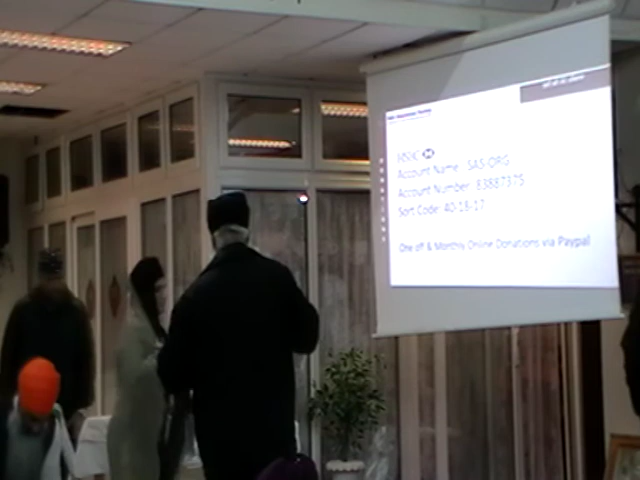 HSBC
Account Name : SAS-ORG
Account Number: 83887375
Sort Code: 40-18-17
One off & Monthly Online Donations via Paypal